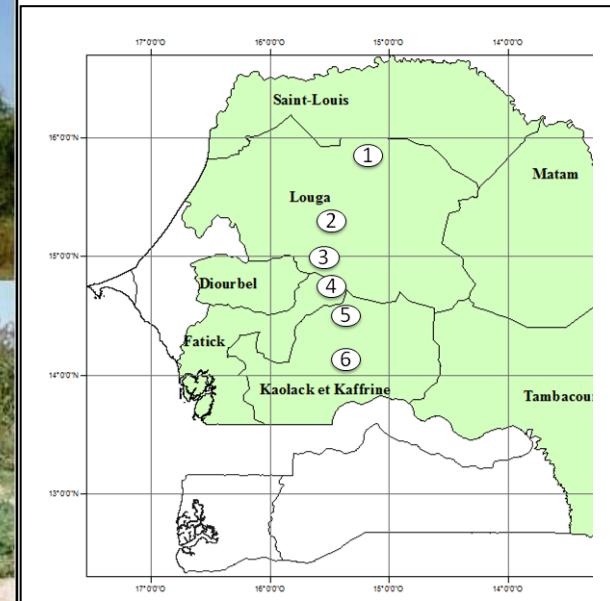 17°0'0"O 16°0'0"O 15°0'0"O 14°0'0"O
Saint-Louis
16°0'0"N
1
Matam
Louga
2
15°0'0"N
3
Diourbel
4
5
Fatick
6
14°0'0"N
Kaolack et Kaffrine
Tambacou
13°0'0"N
17°0'0"O 16°0'0"O 15°0'0"O 14°0'0"O